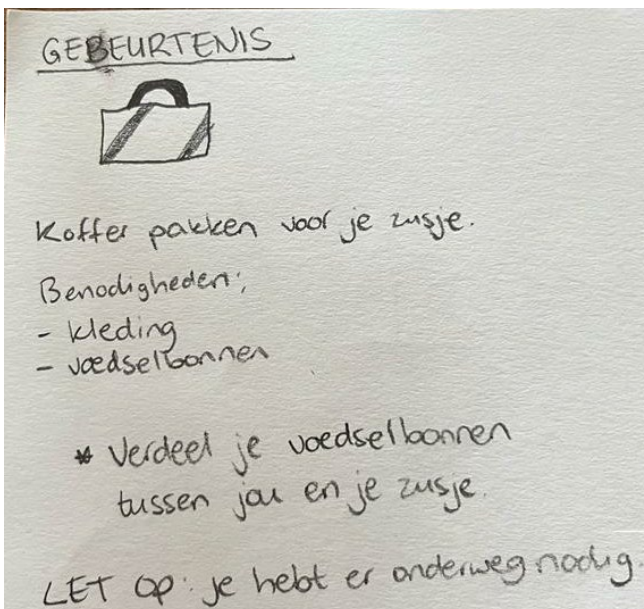 GEBEURTENIS
Koffer pakken voor je zusje.
Benodigheden:
- kleding
- voedselbonnen
* Verdeel je voedselbonnen
tussen jou en je zusje.
LET OP: je hebt er onderweg nodig.